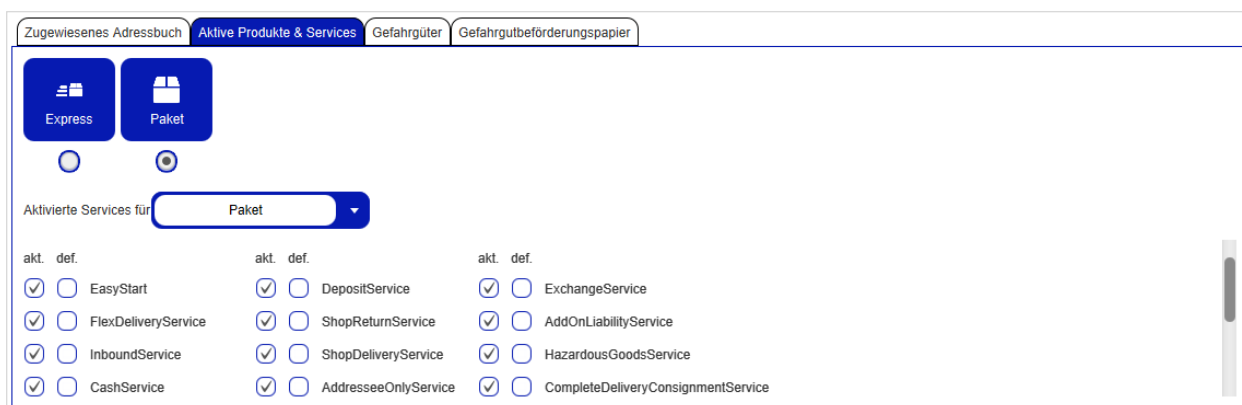 Zugewiesenes Adressbuch Aktive Produkte & Services Gefahrgüter Gefahrgutbeförderungspapier
Express Paket
Aktivierte Services für Paket
akt. def. akt. def. akt. def.
EasyStart DepositService ExchangeService
FlexDeliveryService ShopReturnService AddOnLiabilityService
InboundService ShopDeliveryService HazardousGoodsService
CashService AddresseeOnlyService CompleteDeliveryConsignmentService